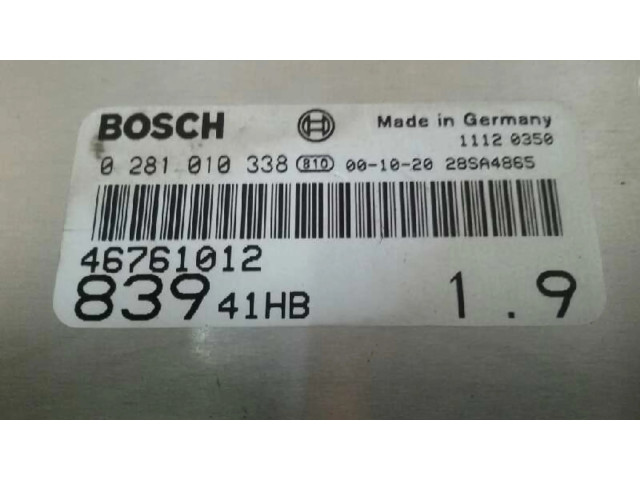 BOSCH Made in Germany
1112 0350
0 281 010 338 810 00-10-20 28SA4865
46761012
839 41HB 1.9